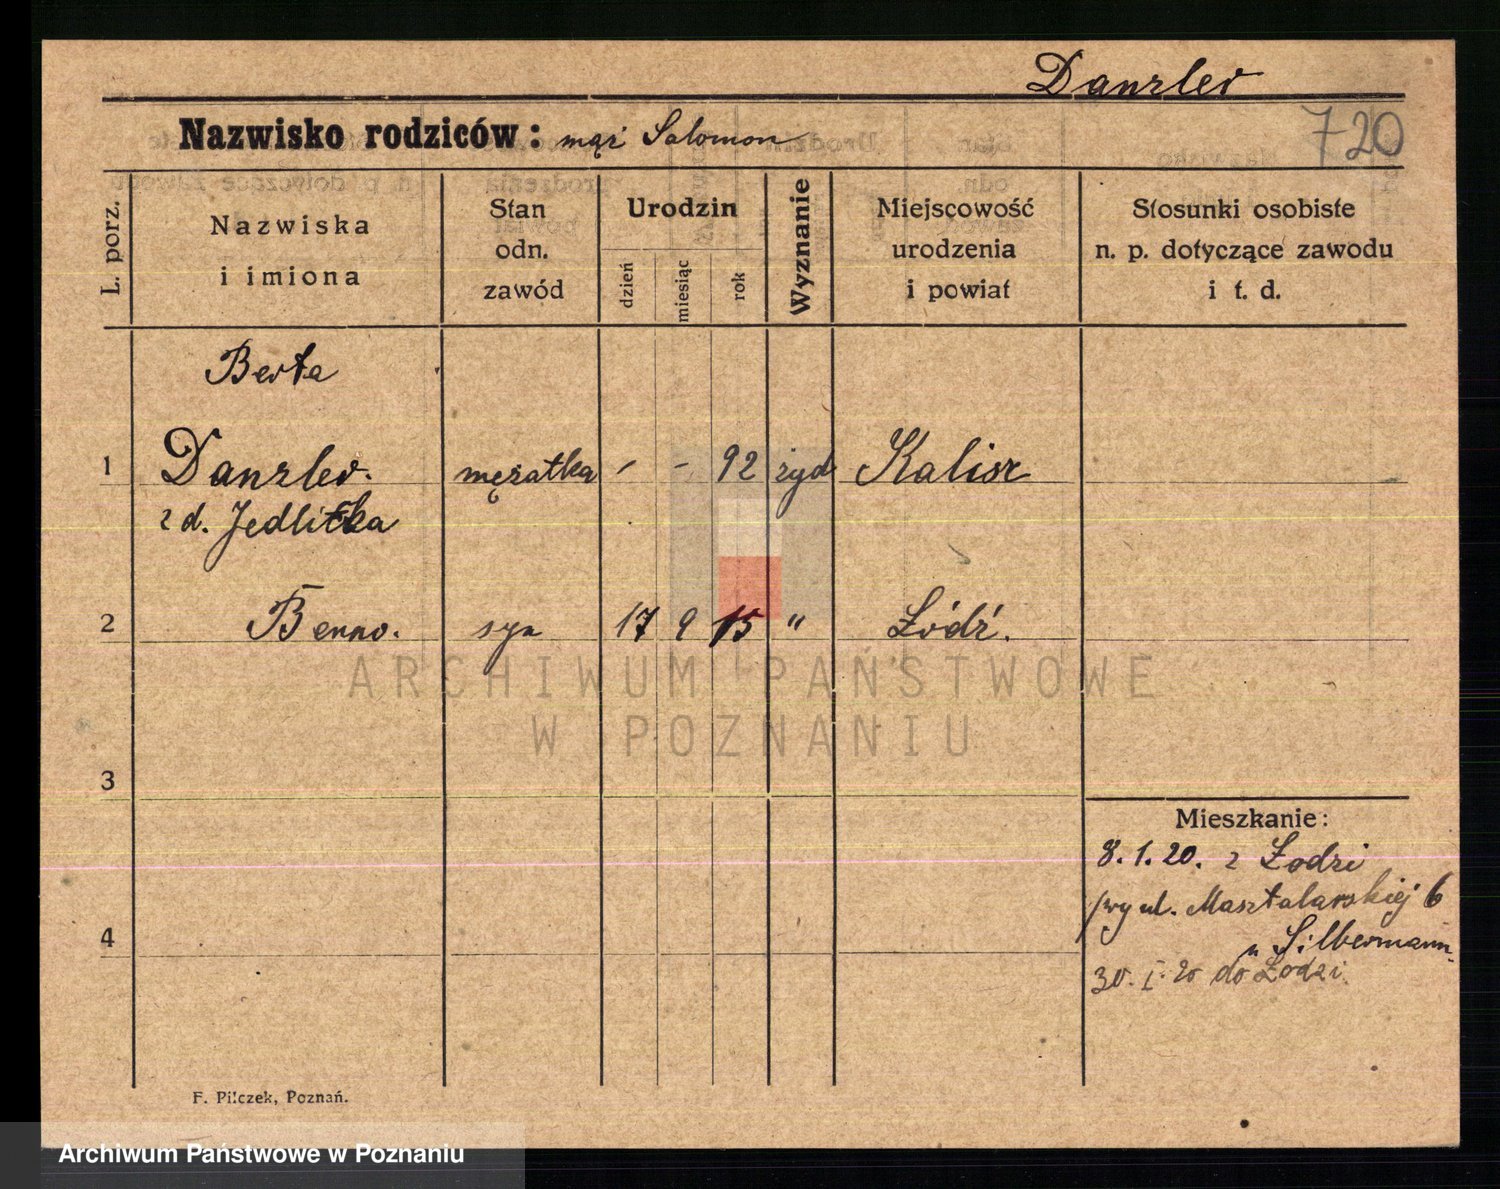 Danzler
720
Nazwisko rodziców: mąż Salomon
L. porz.
Nazwiska
i imiona
Stan
odn.
zawód
Urodzin
dzień
miesiąc
rok
Wyznanie
Miejscowość
urodzenia
i powiat
Stosunki osobiste
n. p. dotyczące zawodu
i t. d.
Berta
1 Danzler. mężatka - - 92 żyd Kalisz
z d. Jedlitka
2 Benno. syn 17 9 15 " Łódź.
ARCHIWUM PAŃSTWOWE
W POZNANIU
3
Mieszkanie:
8.1.20. z Łodzi
przy ul. Masztalarskiej 6
u Silbermann.
4
30. I. 20 do Łodzi.
F. Pilczek, Poznań.
Archiwum Państwowe w Poznaniu